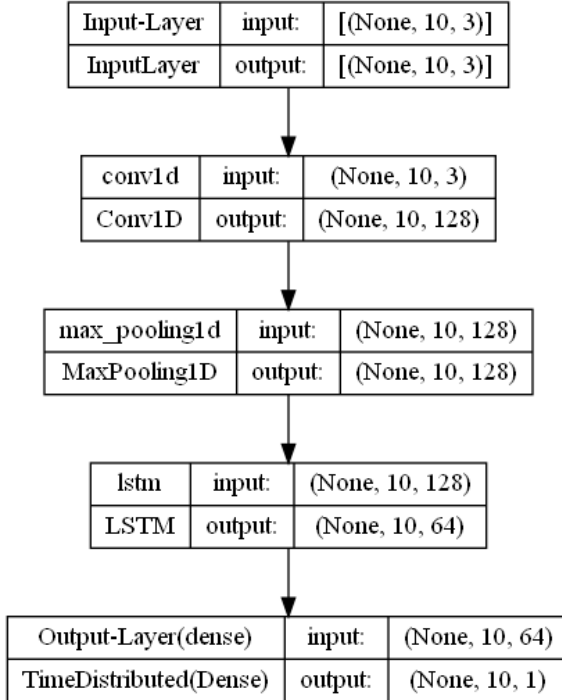 Input-Layer input: [(None, 10, 3)]
InputLayer output: [(None, 10, 3)]
conv1d input: (None, 10, 3)
Conv1D output: (None, 10, 128)
max_pooling1d input: (None, 10, 128)
MaxPooling1D output: (None, 10, 128)
lstm input: (None, 10, 128)
LSTM output: (None, 10, 64)
Output-Layer(dense) input: (None, 10, 64)
TimeDistributed(Dense) output: (None, 10, 1)